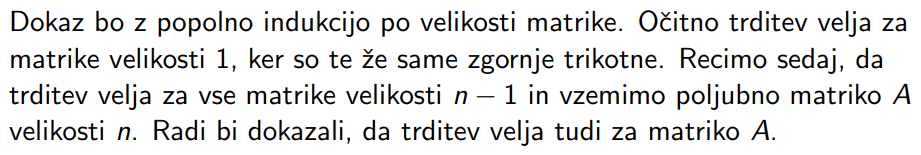 Dokaz bo z popolno indukcijo po velikosti matrike. Očitno trditev velja za
matrike velikosti 1, ker so te že same zgornje trikotne. Recimo sedaj, da
trditev velja za vse matrike velikosti n − 1 in vzemimo poljubno matriko A
velikosti n. Radi bi dokazali, da trditev velja tudi za matriko A.